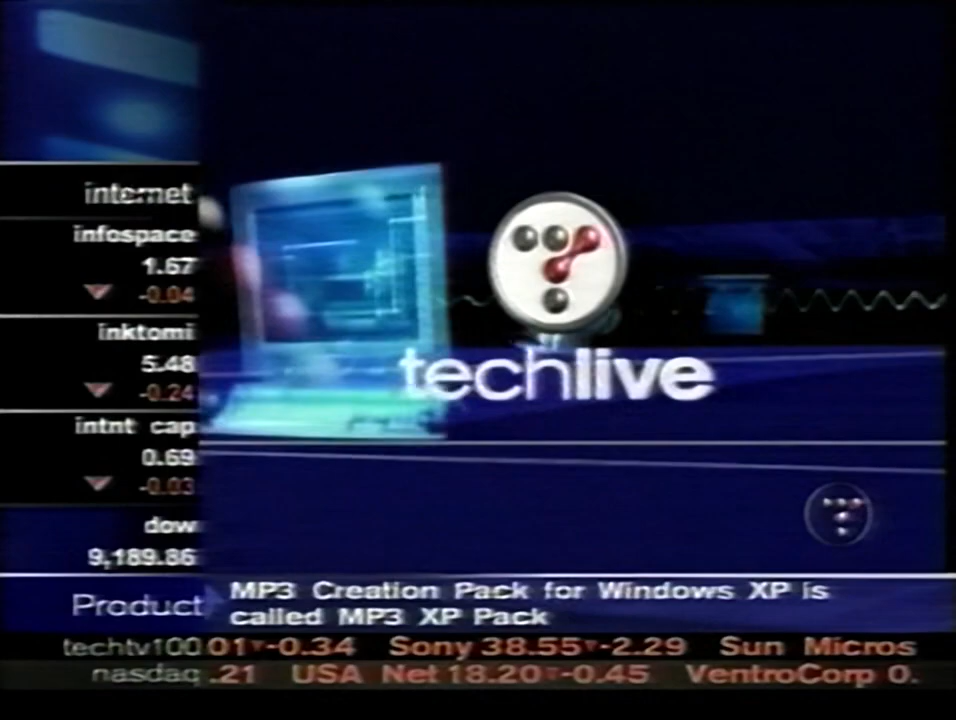 internet
infospace
1.67
-0.04
inktomi
5.48
-0.24
intnt cap
0.69
-0.03
dow
9,189.86
techlive
Product
MP3 Creation Pack for Windows XP is
called MP3 XP Pack
techtv100 01 -0.34 Sony 38.55 -2.29 Sun Micros
nasdaq .21 USA Net 18.20 -0.45 VentroCorp 0.